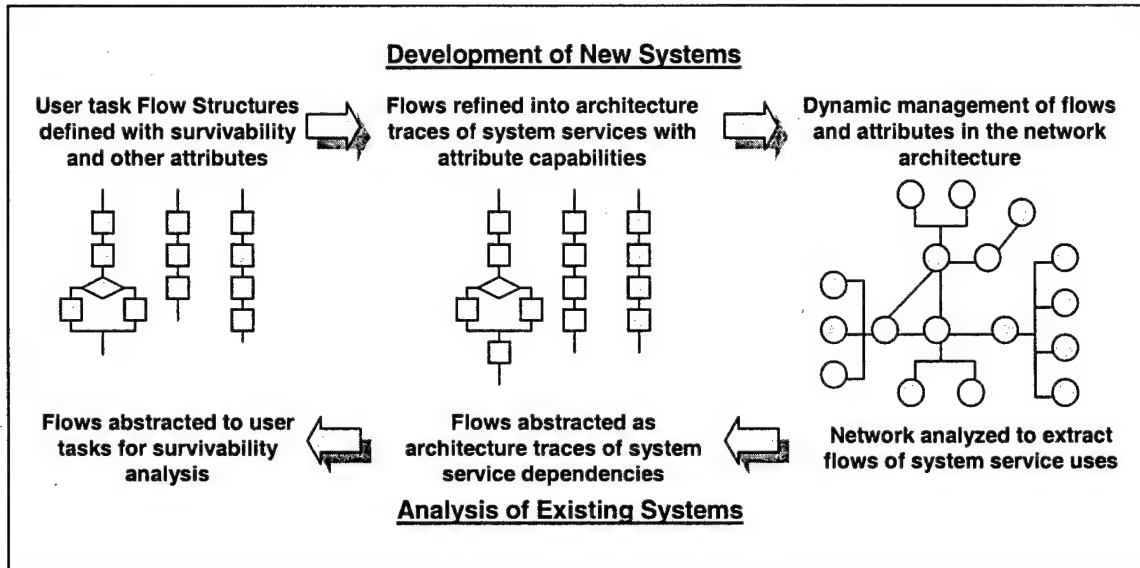 Development of New Systems
User task Flow Structures
defined with survivability
and other attributes
Flows refined into architecture
traces of system services with
attribute capabilities
Dynamic management of flows
and attributes in the network
architecture
Flows abstracted to user
tasks for survivability
analysis
Flows abstracted as
architecture traces of system
service dependencies
Network analyzed to extract
flows of system service uses
Analysis of Existing Systems